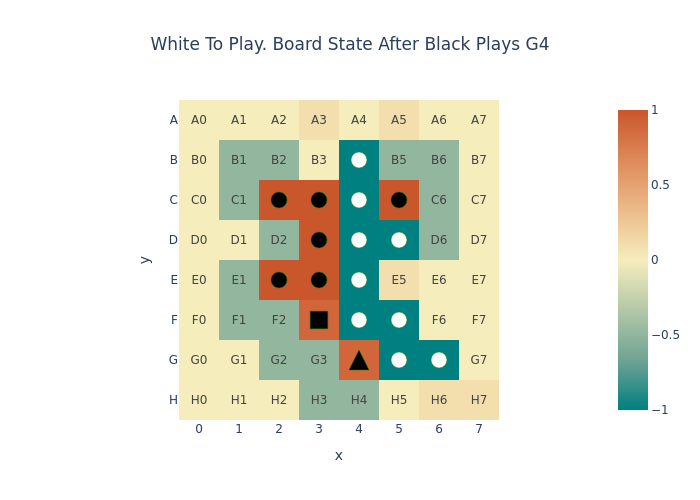 White To Play. Board State After Black Plays G4
A A0 A1 A2 A3 A4 A5 A6 A7
B B0 B1 B2 B3 B5 B6 B7
C C0 C1 C6 C7
D D0 D1 D2 D6 D7
E E0 E1 E5 E6 E7
F F0 F1 F2 F6 F7
G G0 G1 G2 G3 G7
H H0 H1 H2 H3 H4 H5 H6 H7
0 1 2 3 4 5 6 7
x
y
1
0.5
0
−0.5
−1